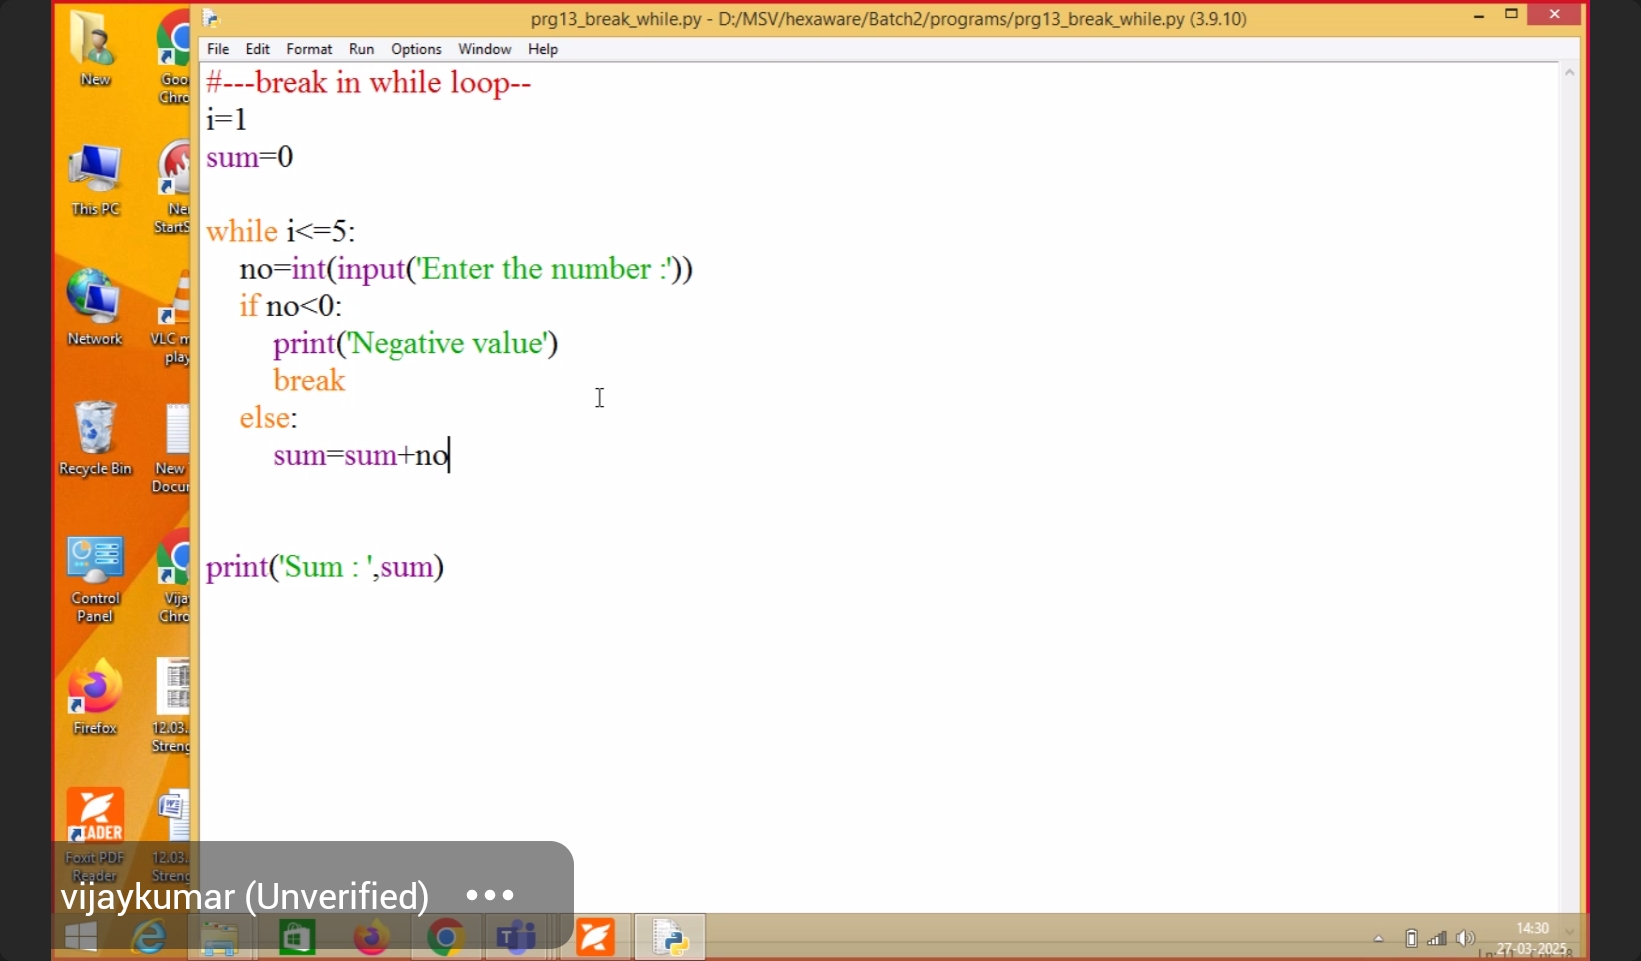 prg13_break_while.py - D:/MSV/hexaware/Batch2/programs/prg13_break_while.py (3.9.10)
File Edit Format Run Options Window Help
#---break in while loop--
i=1
sum=0
while i<=5:
no=int(input('Enter the number :'))
if no<0:
print('Negative value')
break
else:
sum=sum+no
print('Sum : ',sum)
New
Goo
Chro
This PC
Ne
StartS
Network
VLC m
play
Recycle Bin
New
Docur
Control
Panel
Vija
Chro
Firefox
12.03.
Streng
READER
Foxit PDF
Reader
12.03.
Streng
vijaykumar (Unverified) •••
14:30
27-03-2025